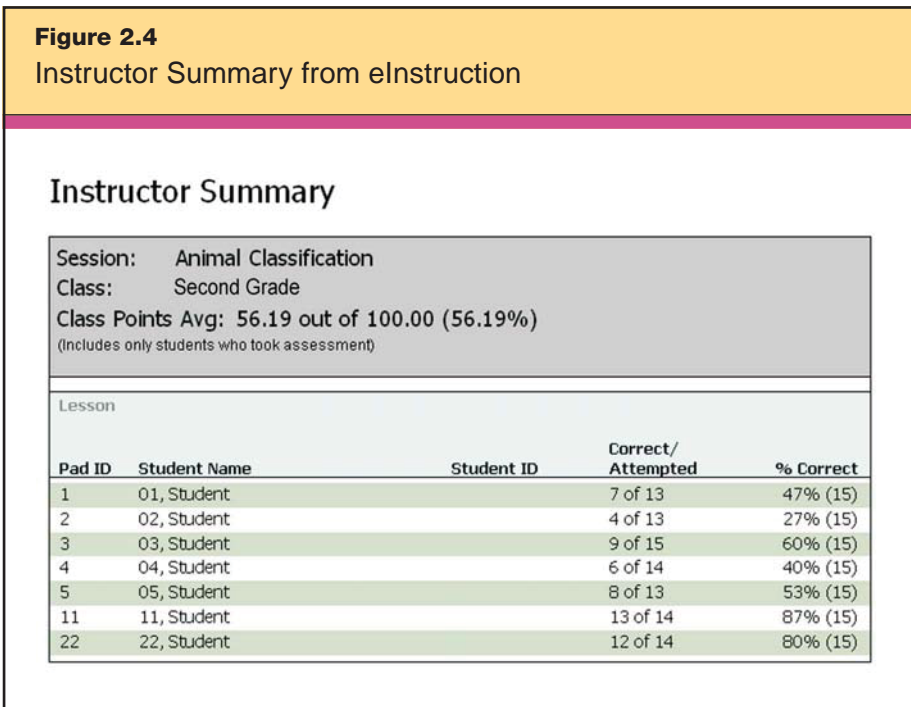 Figure 2.4
Instructor Summary from eInstruction
Instructor Summary
Session: Animal Classification
Class: Second Grade
Class Points Avg: 56.19 out of 100.00 (56.19%)
(Includes only students who took assessment)
Lesson
Correct/
Pad ID Student Name Student ID Attempted % Correct
1 01, Student 7 of 13 47% (15)
2 02, Student 4 of 13 27% (15)
3 03, Student 9 of 15 60% (15)
4 04, Student 6 of 14 40% (15)
5 05, Student 8 of 13 53% (15)
11 11, Student 13 of 14 87% (15)
22 22, Student 12 of 14 80% (15)